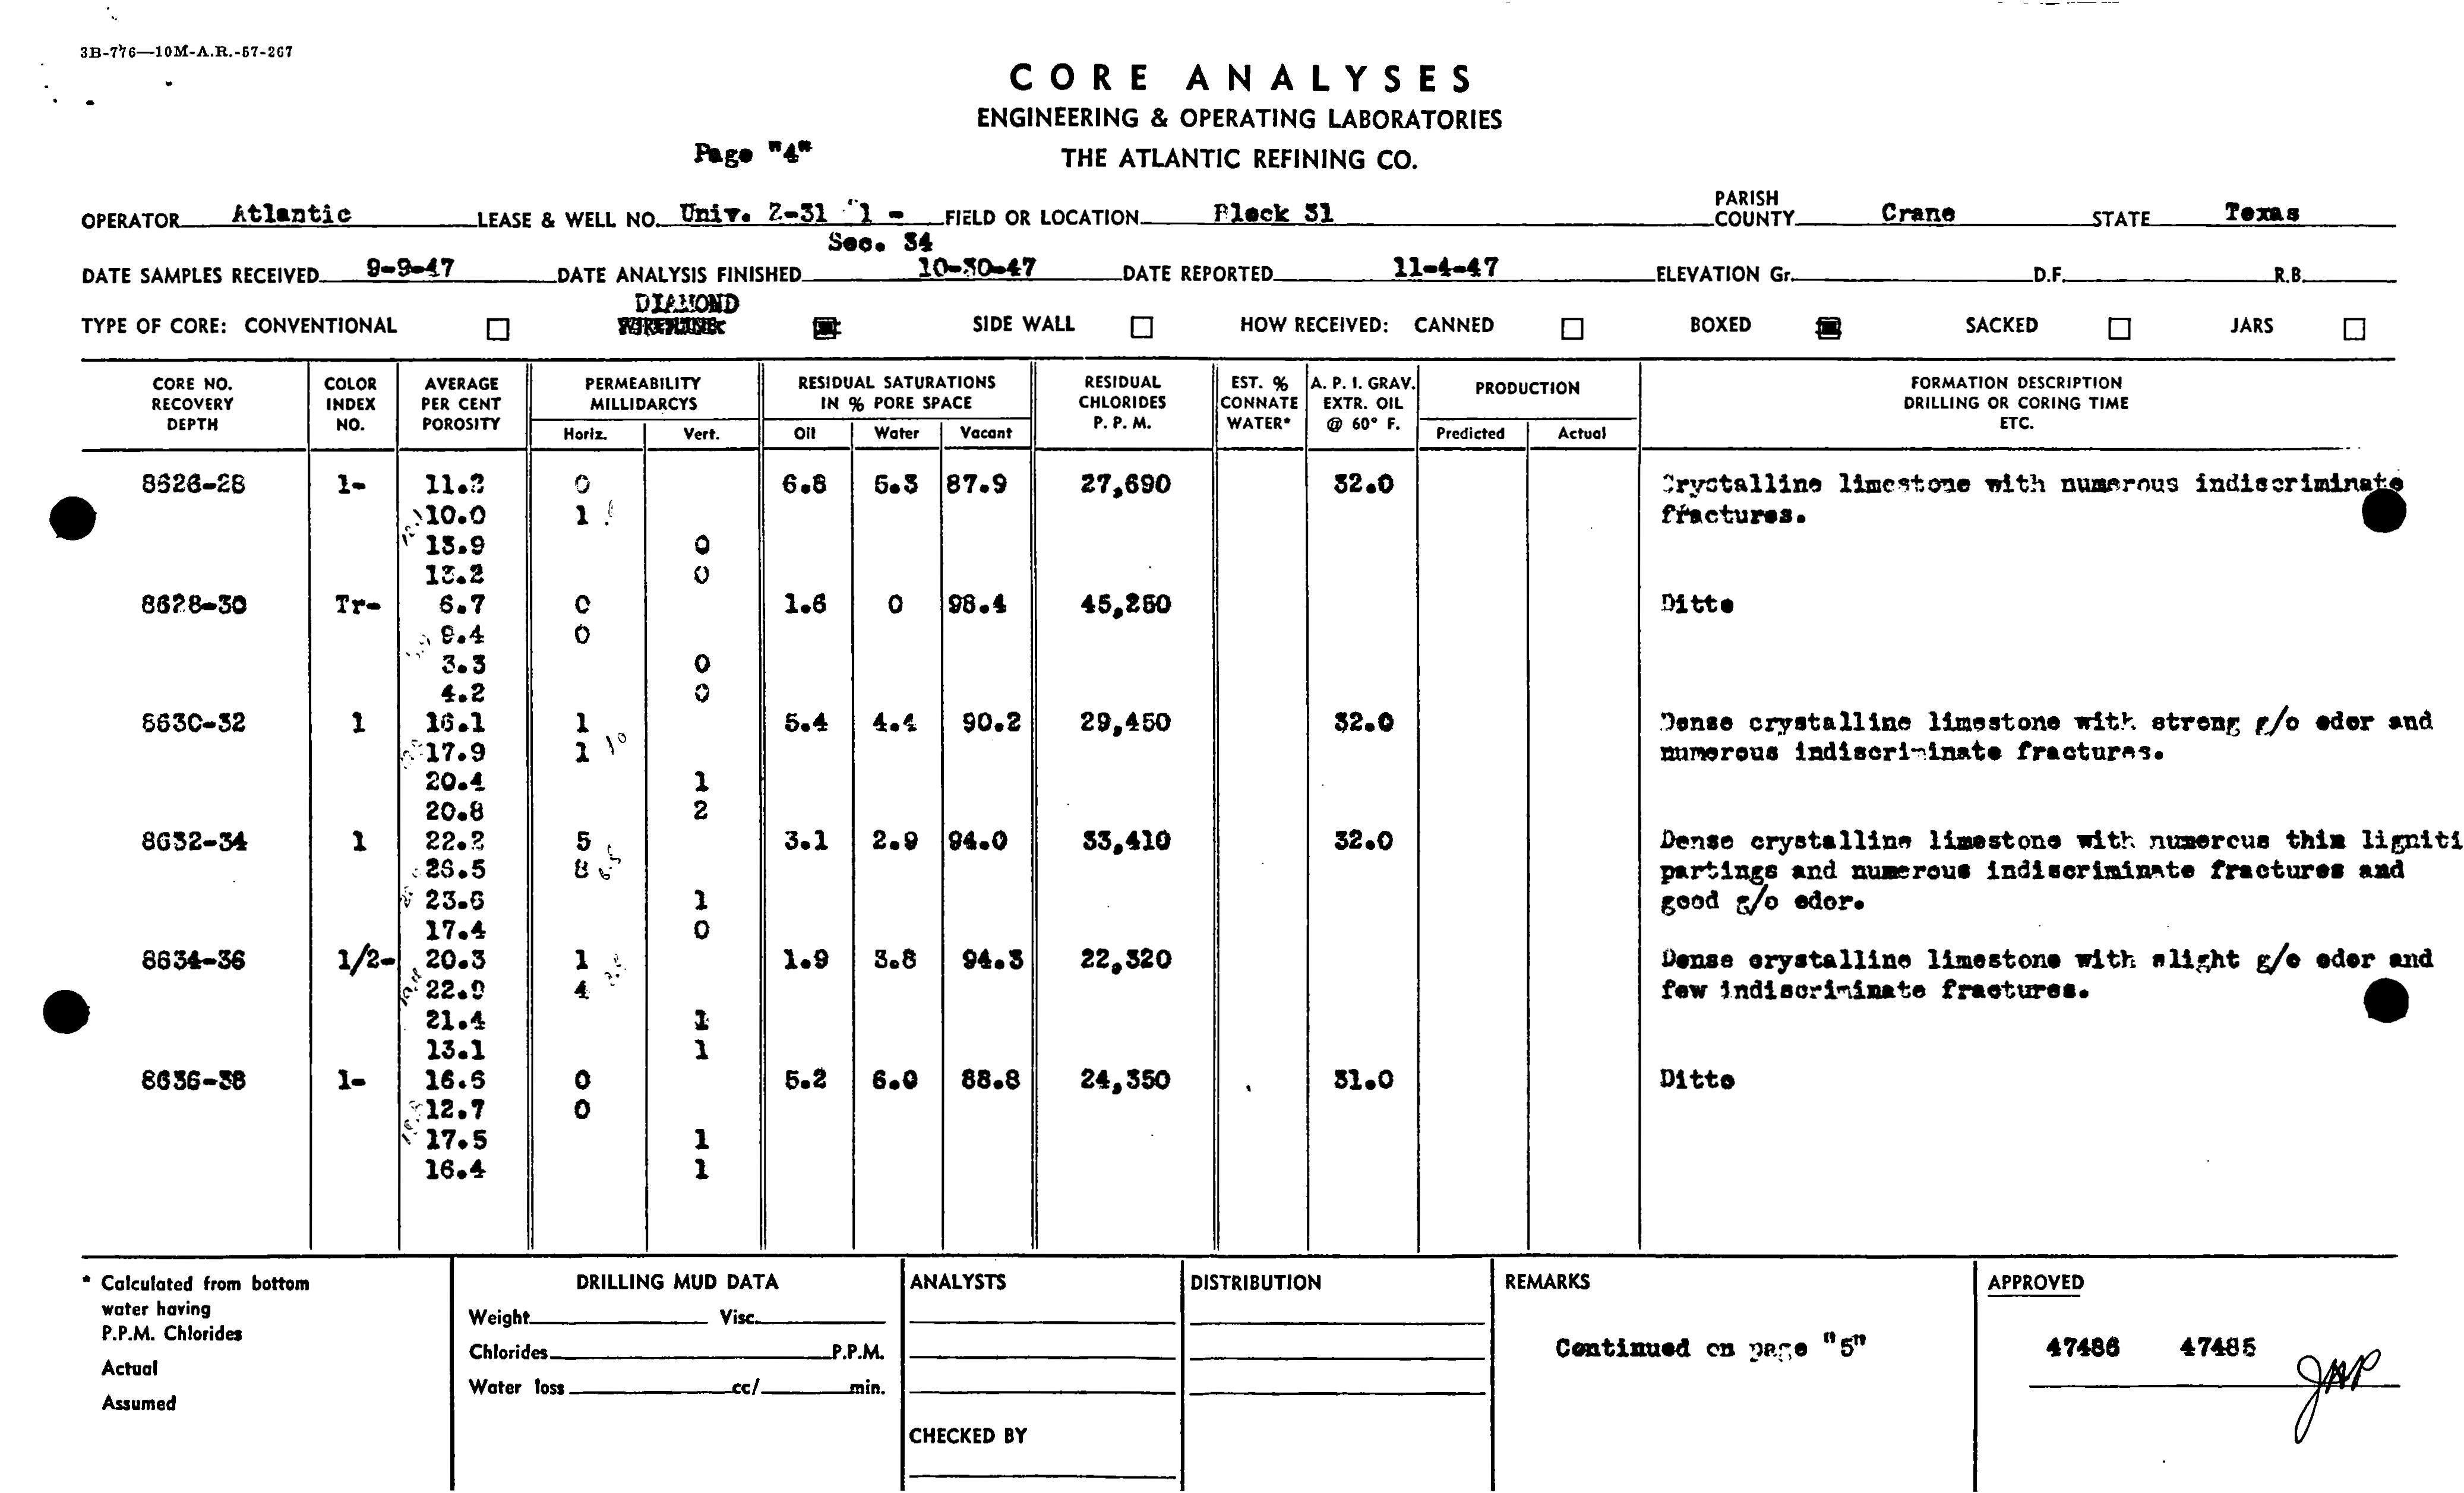 3B-776—10M-A.R.-57-267
CORE ANALYSES
ENGINEERING & OPERATING LABORATORIES
Page "4" THE ATLANTIC REFINING CO.
OPERATOR Atlantic LEASE & WELL NO. Univ. Z-31 "1 - FIELD OR LOCATION Block 31 PARISH COUNTY Crane STATE Texas
Sec. 34
DATE SAMPLES RECEIVED 9-9-47 DATE ANALYSIS FINISHED 10-30-47 DATE REPORTED 11-4-47 ELEVATION Gr. D.F. R.B.
DIAMOND
TYPE OF CORE: CONVENTIONAL SIDE WALL HOW RECEIVED: CANNED BOXED SACKED JARS
CORE NO. RECOVERY DEPTH COLOR INDEX NO. AVERAGE PER CENT POROSITY PERMEABILITY MILLIDARCYS Horiz. Vert. RESIDUAL SATURATIONS IN % PORE SPACE Oil Water Vacant RESIDUAL CHLORIDES P.P.M. EST. % CONNATE WATER* A. P. I. GRAV. EXTR. OIL @ 60° F. PRODUCTION Predicted Actual FORMATION DESCRIPTION DRILLING OR CORING TIME ETC.
8626-28 1- 11.2 0 6.8 5.3 87.9 27,690 32.0 Crystalline limestone with numerous indiscriminate
10.0 1 fractures.
13.9 0
13.2 0
8628-30 Tr- 6.7 0 1.6 0 98.4 45,250 Ditto
9.4 0
3.3 0
4.2 0
8630-32 1 16.1 1 5.4 4.4 90.2 29,450 32.0 Dense crystalline limestone with strong g/o odor and
17.9 1 numerous indiscriminate fractures.
20.4 1
20.8 2
8632-34 1 22.2 5 3.1 2.9 94.0 33,410 32.0 Dense crystalline limestone with numerous thin ligniti
26.5 8 6.5 partings and numerous indiscriminate fractures and
23.6 1 good g/o odor.
17.4 0
8634-36 1/2- 20.3 1 1.9 3.8 94.3 22,320 Dense crystalline limestone with slight g/o odor and
22.9 4 few indiscriminate fractures.
21.4 1
13.1 1
8636-38 1- 16.6 0 5.2 6.0 88.8 24,350 31.0 Ditto
12.7 0
17.5 1
16.4 1
* Calculated from bottom water having P.P.M. Chlorides
Actual
Assumed
DRILLING MUD DATA
Weight Visc.
Chlorides P.P.M.
Water loss cc/ min.
ANALYSTS
CHECKED BY
DISTRIBUTION
REMARKS
Continued on page "5"
APPROVED
47486 47485
JWP